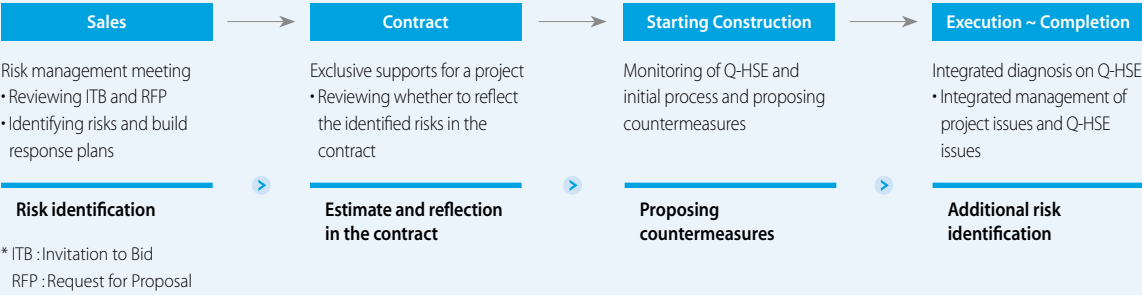 Sales
Risk management meeting
• Reviewing ITB and RFP
• Identifying risks and build
response plans
Risk identification
* ITB : Invitation to Bid
RFP : Request for Proposal
Contract
Exclusive supports for a project
• Reviewing whether to reflect
the identified risks in the
contract
Estimate and reflection
in the contract
Starting Construction
Monitoring of Q-HSE and
initial process and proposing
countermeasures
Proposing
countermeasures
Execution ~ Completion
Integrated diagnosis on Q-HSE
• Integrated management of
project issues and Q-HSE
issues
Additional risk
identification